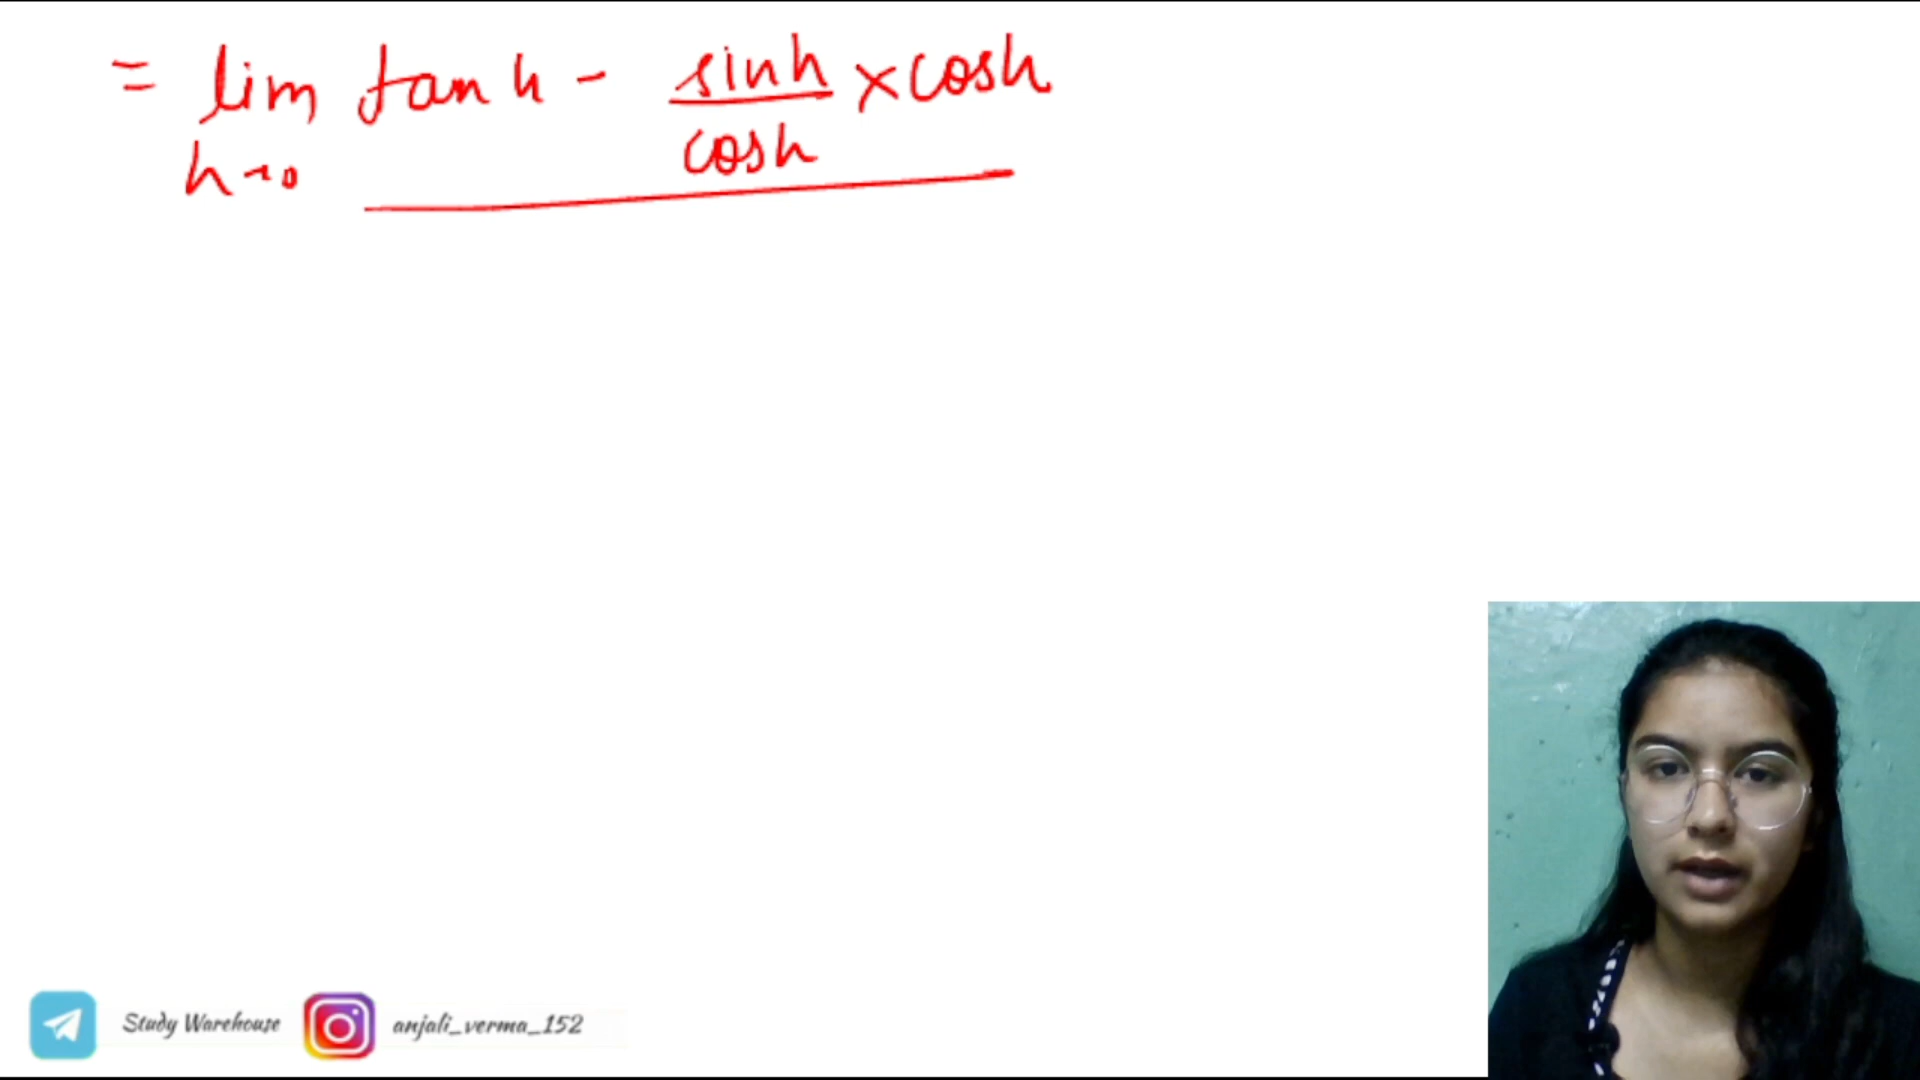 = lim tan h - sinh × cosh
h→0 cosh
Study Warehouse anjali_verma_152